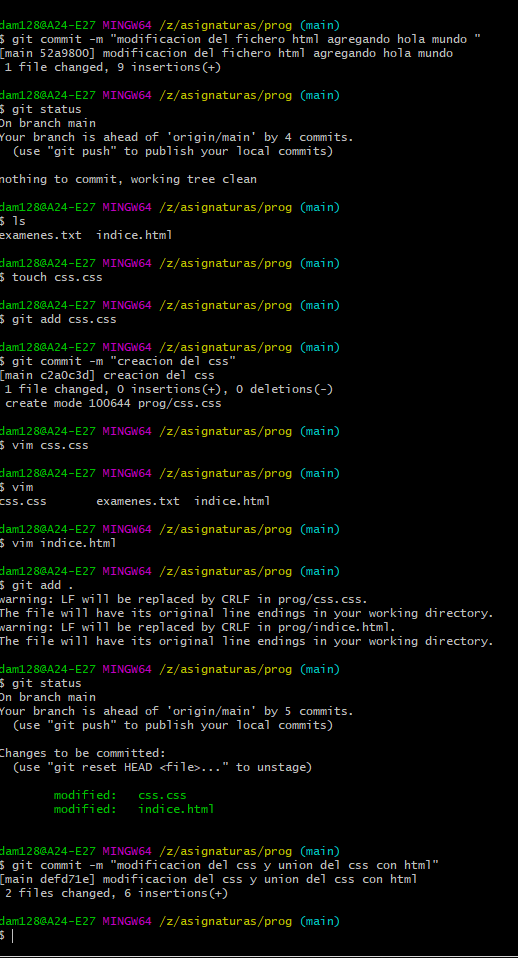 dam128@A24-E27 MINGW64 /z/asignaturas/prog (main)
$ git commit -m "modificacion del fichero html agregando hola mundo "
[main 52a9800] modificacion del fichero html agregando hola mundo
1 file changed, 9 insertions(+)
dam128@A24-E27 MINGW64 /z/asignaturas/prog (main)
$ git status
On branch main
Your branch is ahead of 'origin/main' by 4 commits.
(use "git push" to publish your local commits)
nothing to commit, working tree clean
dam128@A24-E27 MINGW64 /z/asignaturas/prog (main)
$ ls
examenes.txt indice.html
dam128@A24-E27 MINGW64 /z/asignaturas/prog (main)
$ touch css.css
dam128@A24-E27 MINGW64 /z/asignaturas/prog (main)
$ git add css.css
dam128@A24-E27 MINGW64 /z/asignaturas/prog (main)
$ git commit -m "creacion del css"
[main c2a0c3d] creacion del css
1 file changed, 0 insertions(+), 0 deletions(-)
create mode 100644 prog/css.css
dam128@A24-E27 MINGW64 /z/asignaturas/prog (main)
$ vim css.css
dam128@A24-E27 MINGW64 /z/asignaturas/prog (main)
$ vim
css.css examenes.txt indice.html
dam128@A24-E27 MINGW64 /z/asignaturas/prog (main)
$ vim indice.html
dam128@A24-E27 MINGW64 /z/asignaturas/prog (main)
$ git add .
warning: LF will be replaced by CRLF in prog/css.css.
The file will have its original line endings in your working directory.
warning: LF will be replaced by CRLF in prog/indice.html.
The file will have its original line endings in your working directory.
dam128@A24-E27 MINGW64 /z/asignaturas/prog (main)
$ git status
On branch main
Your branch is ahead of 'origin/main' by 5 commits.
(use "git push" to publish your local commits)
Changes to be committed:
(use "git reset HEAD <file>..." to unstage)
modified: css.css
modified: indice.html
dam128@A24-E27 MINGW64 /z/asignaturas/prog (main)
$ git commit -m "modificacion del css y union del css con html"
[main defd71e] modificacion del css y union del css con html
2 files changed, 6 insertions(+)
dam128@A24-E27 MINGW64 /z/asignaturas/prog (main)
$